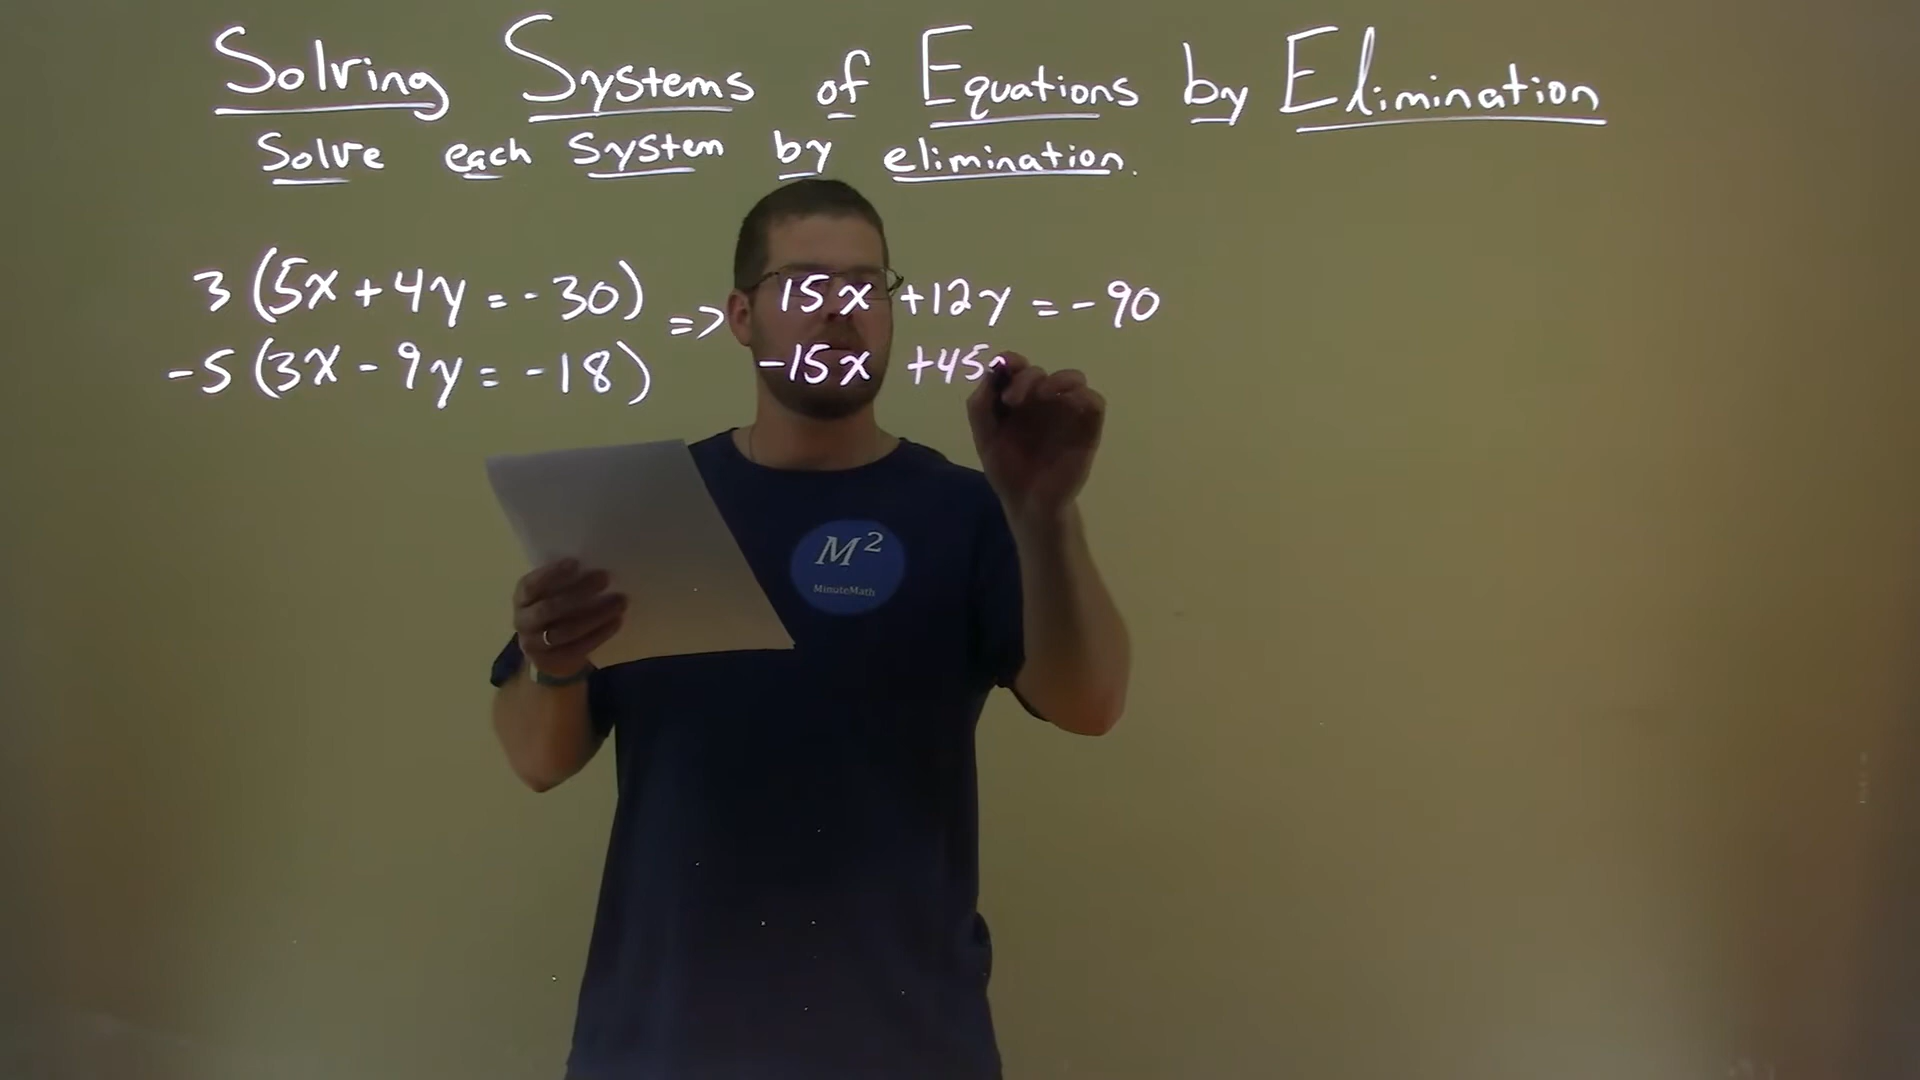 Solving Systems of Equations by Elimination
Solve each system by elimination.
3 (5x + 4y = -30) => 15x + 12y = -90
-5 (3x - 9y = -18) -15x + 45
M²
MinuteMath